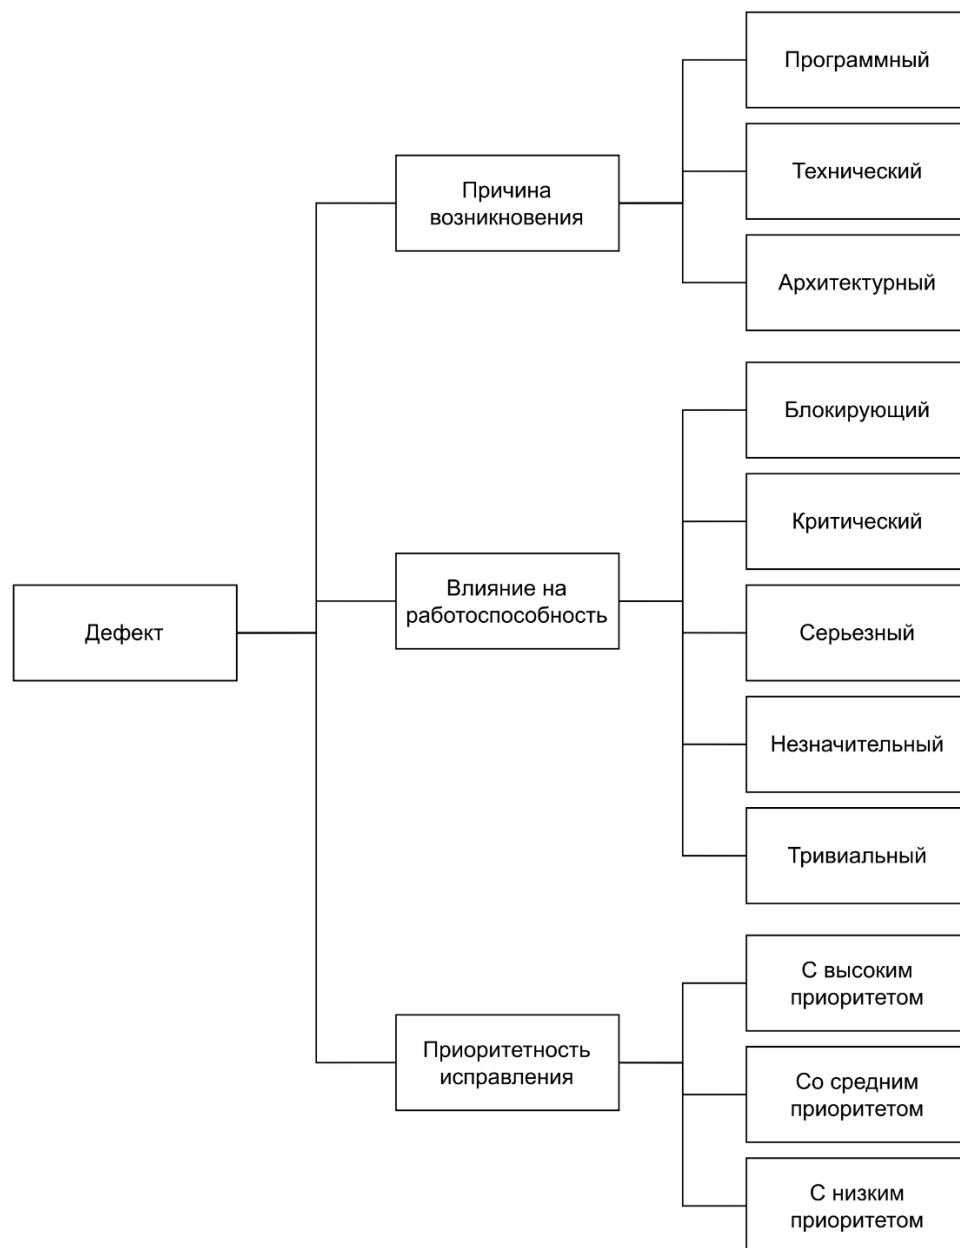 Дефект
Причина
возникновения
Программный
Технический
Архитектурный
Влияние на
работоспособность
Блокирующий
Критический
Серьезный
Незначительный
Тривиальный
Приоритетность
исправления
С высоким
приоритетом
Со средним
приоритетом
С низким
приоритетом